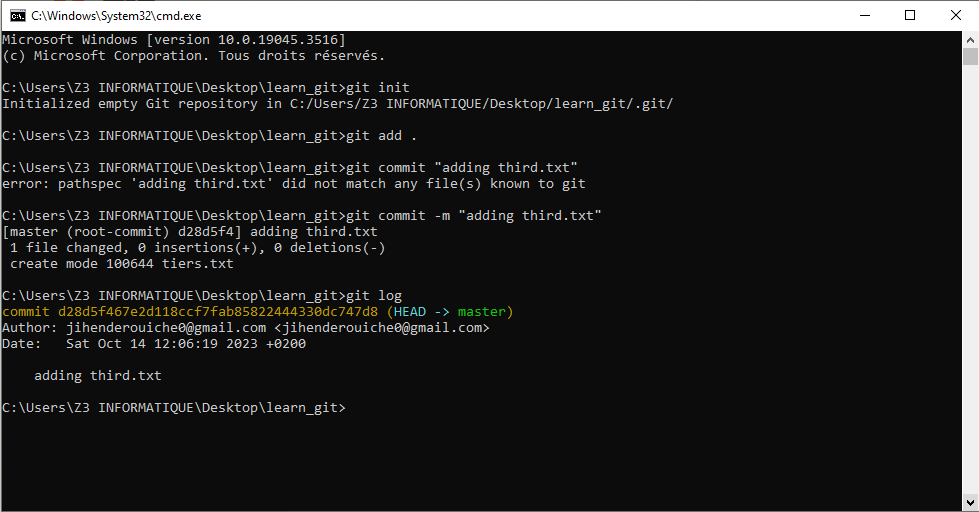 C:\Windows\System32\cmd.exe
Microsoft Windows [version 10.0.19045.3516]
(c) Microsoft Corporation. Tous droits réservés.
C:\Users\Z3 INFORMATIQUE\Desktop\learn_git>git init
Initialized empty Git repository in C:/Users/Z3 INFORMATIQUE/Desktop/learn_git/.git/
C:\Users\Z3 INFORMATIQUE\Desktop\learn_git>git add .
C:\Users\Z3 INFORMATIQUE\Desktop\learn_git>git commit "adding third.txt"
error: pathspec 'adding third.txt' did not match any file(s) known to git
C:\Users\Z3 INFORMATIQUE\Desktop\learn_git>git commit -m "adding third.txt"
[master (root-commit) d28d5f4] adding third.txt
 1 file changed, 0 insertions(+), 0 deletions(-)
 create mode 100644 tiers.txt
C:\Users\Z3 INFORMATIQUE\Desktop\learn_git>git log
commit d28d5f467e2d118ccf7fab85822444330dc747d8 (HEAD -> master)
Author: jihenderouiche0@gmail.com <jihenderouiche0@gmail.com>
Date:   Sat Oct 14 12:06:19 2023 +0200
    adding third.txt
C:\Users\Z3 INFORMATIQUE\Desktop\learn_git>